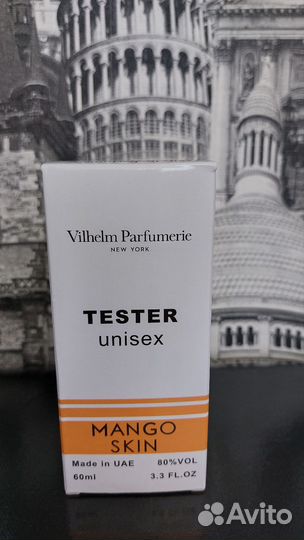 Vilhelm Parfumerie
NEW YORK
TESTER
unisex
MANGO
SKIN
Made in UAE 80%VOL
60ml 3.3 FL.OZ
Avito